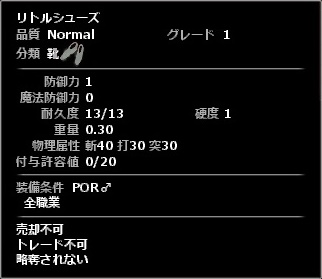 リトルシューズ
品質 Normal グレード 1
分類 靴
防御力 1
魔法防御力 0
耐久度 13/13 硬度 1
重量 0.30
物理属性 斬40 打30 突30
付与許容値 0/20
装備条件 POR♂
全職業
売却不可
トレード不可
略奪されない